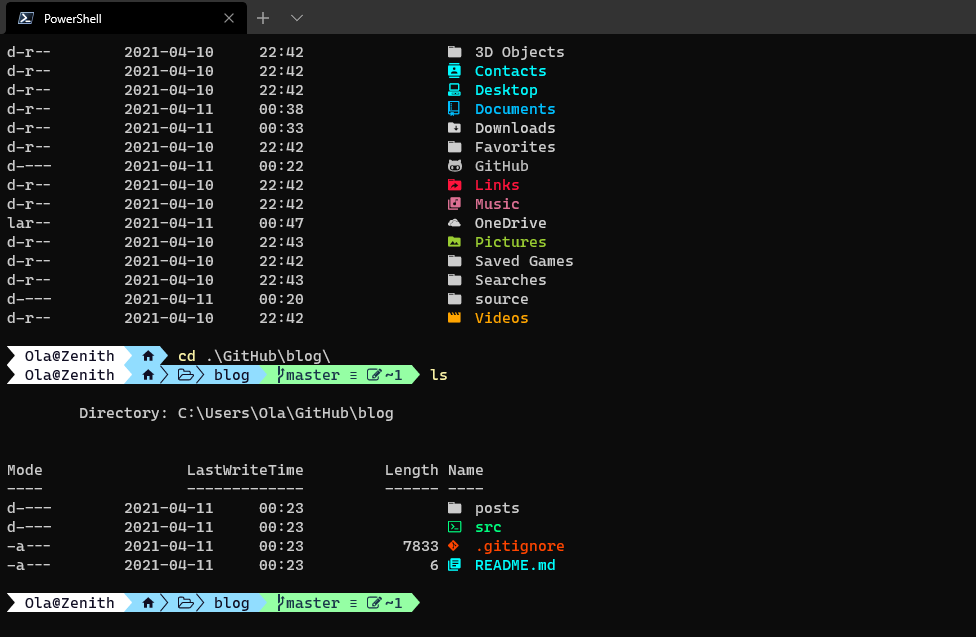 PowerShell
d-r-- 2021-04-10 22:42 3D Objects
d-r-- 2021-04-10 22:42 Contacts
d-r-- 2021-04-10 22:42 Desktop
d-r-- 2021-04-11 00:38 Documents
d-r-- 2021-04-11 00:33 Downloads
d-r-- 2021-04-10 22:42 Favorites
d---- 2021-04-11 00:22 GitHub
d-r-- 2021-04-10 22:42 Links
d-r-- 2021-04-10 22:42 Music
lar-- 2021-04-11 00:47 OneDrive
d-r-- 2021-04-10 22:43 Pictures
d-r-- 2021-04-10 22:42 Saved Games
d-r-- 2021-04-10 22:43 Searches
d---- 2021-04-11 00:20 source
d-r-- 2021-04-10 22:42 Videos
Ola@Zenith cd .\GitHub\blog\
Ola@Zenith blog master ≡ ~1 ls
Directory: C:\Users\Ola\GitHub\blog
Mode LastWriteTime Length Name
---- ------------- ------ ----
d---- 2021-04-11 00:23 posts
d---- 2021-04-11 00:23 src
-a--- 2021-04-11 00:23 7833 .gitignore
-a--- 2021-04-11 00:23 6 README.md
Ola@Zenith blog master ≡ ~1